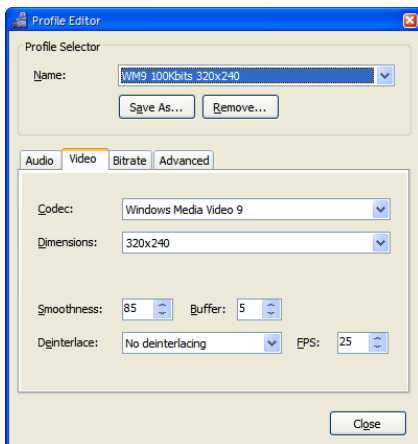 Profile Editor
Profile Selector
Name: WM9 100Kbits 320x240
Save As... Remove...
Audio Video Bitrate Advanced
Codec: Windows Media Video 9
Dimensions: 320x240
Smoothness: 85 Buffer: 5
Deinterlace: No deinterlacing FPS: 25
Close